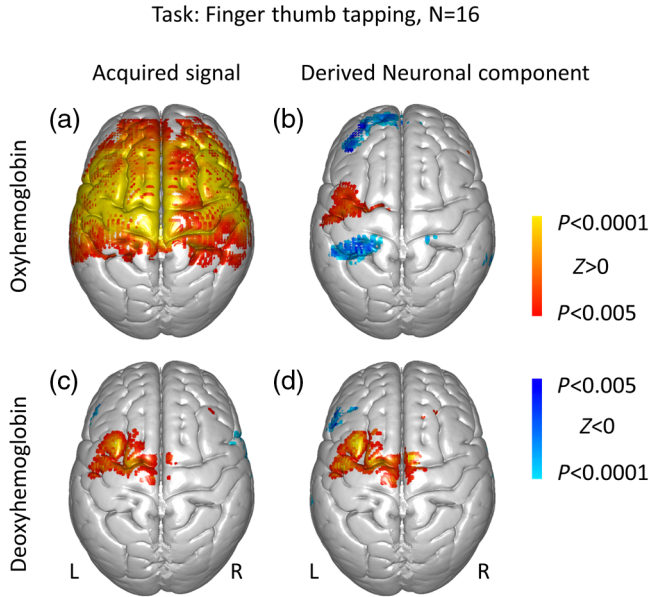 Task: Finger thumb tapping, N=16
Acquired signal
Derived Neuronal component
(a)
(b)
Oxyhemoglobin
P<0.0001
Z>0
P<0.005
(c)
(d)
Deoxyhemoglobin
P<0.005
Z<0
P<0.0001
L
R
L
R